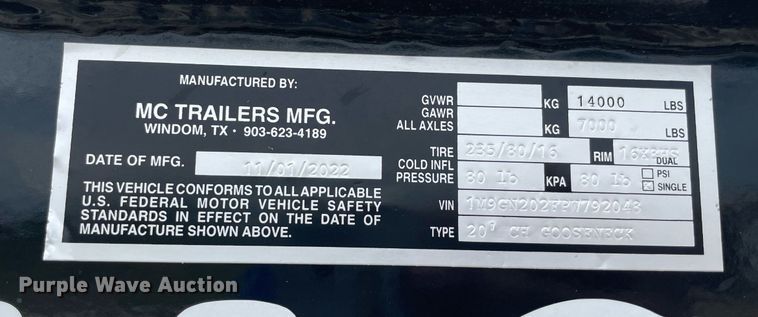 MANUFACTURED BY:
MC TRAILERS MFG.
WINDOM, TX · 903-623-4189
DATE OF MFG. 11/01/2022
THIS VEHICLE CONFORMS TO ALL APPLICABLE
U.S. FEDERAL MOTOR VEHICLE SAFETY
STANDARDS IN EFFECT ON THE DATE OF
MANUFACTURE SHOWN ABOVE.
GVWR KG 14000 LBS
GAWR
ALL AXLES KG 7000 LBS
TIRE 235/80/16 RIM
COLD INFL
PRESSURE 80 lb KPA 80 lb PSI
DUAL
SINGLE
VIN
TYPE 20' CH GOOSENECK
Purple Wave Auction